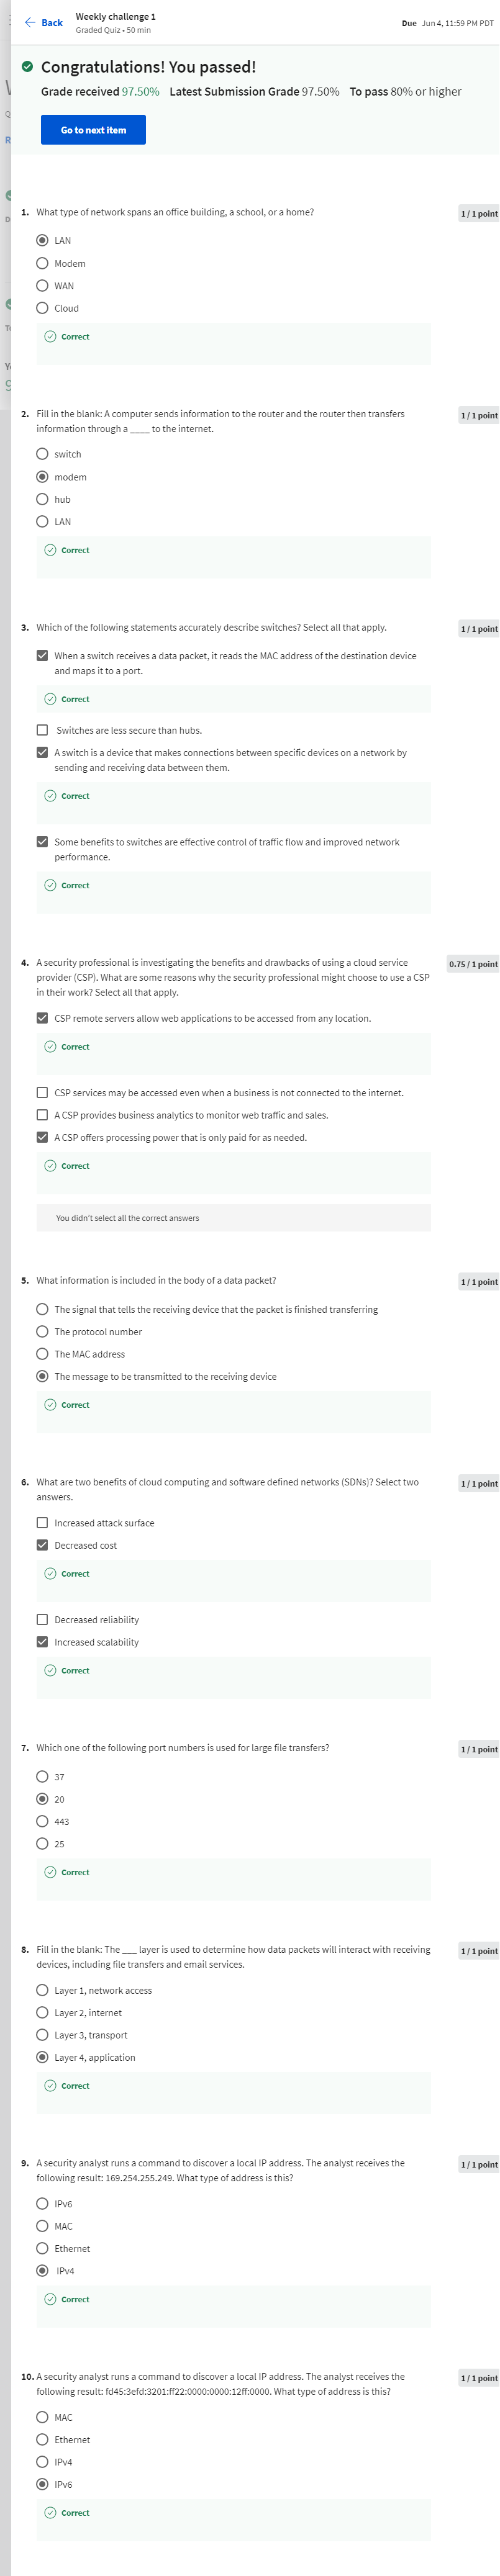 Back
Weekly challenge 1
Graded Quiz • 50 min
Due Jun 4, 11:59 PM PDT
Congratulations! You passed!
Grade received 97.50% Latest Submission Grade 97.50% To pass 80% or higher
Go to next item
1. What type of network spans an office building, a school, or a home?
1 / 1 point
LAN
Modem
WAN
Cloud
Correct
2. Fill in the blank: A computer sends information to the router and the router then transfers
information through a ____ to the internet.
1 / 1 point
switch
modem
hub
LAN
Correct
3. Which of the following statements accurately describe switches? Select all that apply.
1 / 1 point
When a switch receives a data packet, it reads the MAC address of the destination device
and maps it to a port.
Correct
Switches are less secure than hubs.
A switch is a device that makes connections between specific devices on a network by
sending and receiving data between them.
Correct
Some benefits to switches are effective control of traffic flow and improved network
performance.
Correct
4. A security professional is investigating the benefits and drawbacks of using a cloud service
provider (CSP). What are some reasons why the security professional might choose to use a CSP
in their work? Select all that apply.
0.75 / 1 point
CSP remote servers allow web applications to be accessed from any location.
Correct
CSP services may be accessed even when a business is not connected to the internet.
A CSP provides business analytics to monitor web traffic and sales.
A CSP offers processing power that is only paid for as needed.
Correct
You didn't select all the correct answers
5. What information is included in the body of a data packet?
1 / 1 point
The signal that tells the receiving device that the packet is finished transferring
The protocol number
The MAC address
The message to be transmitted to the receiving device
Correct
6. What are two benefits of cloud computing and software defined networks (SDNs)? Select two
answers.
1 / 1 point
Increased attack surface
Decreased cost
Correct
Decreased reliability
Increased scalability
Correct
7. Which one of the following port numbers is used for large file transfers?
1 / 1 point
37
20
443
25
Correct
8. Fill in the blank: The ___ layer is used to determine how data packets will interact with receiving
devices, including file transfers and email services.
1 / 1 point
Layer 1, network access
Layer 2, internet
Layer 3, transport
Layer 4, application
Correct
9. A security analyst runs a command to discover a local IP address. The analyst receives the
following result: 169.254.255.249. What type of address is this?
1 / 1 point
IPv6
MAC
Ethernet
IPv4
Correct
10. A security analyst runs a command to discover a local IP address. The analyst receives the
following result: fd45:3efd:3201:ff22:0000:0000:12ff:0000. What type of address is this?
1 / 1 point
MAC
Ethernet
IPv4
IPv6
Correct